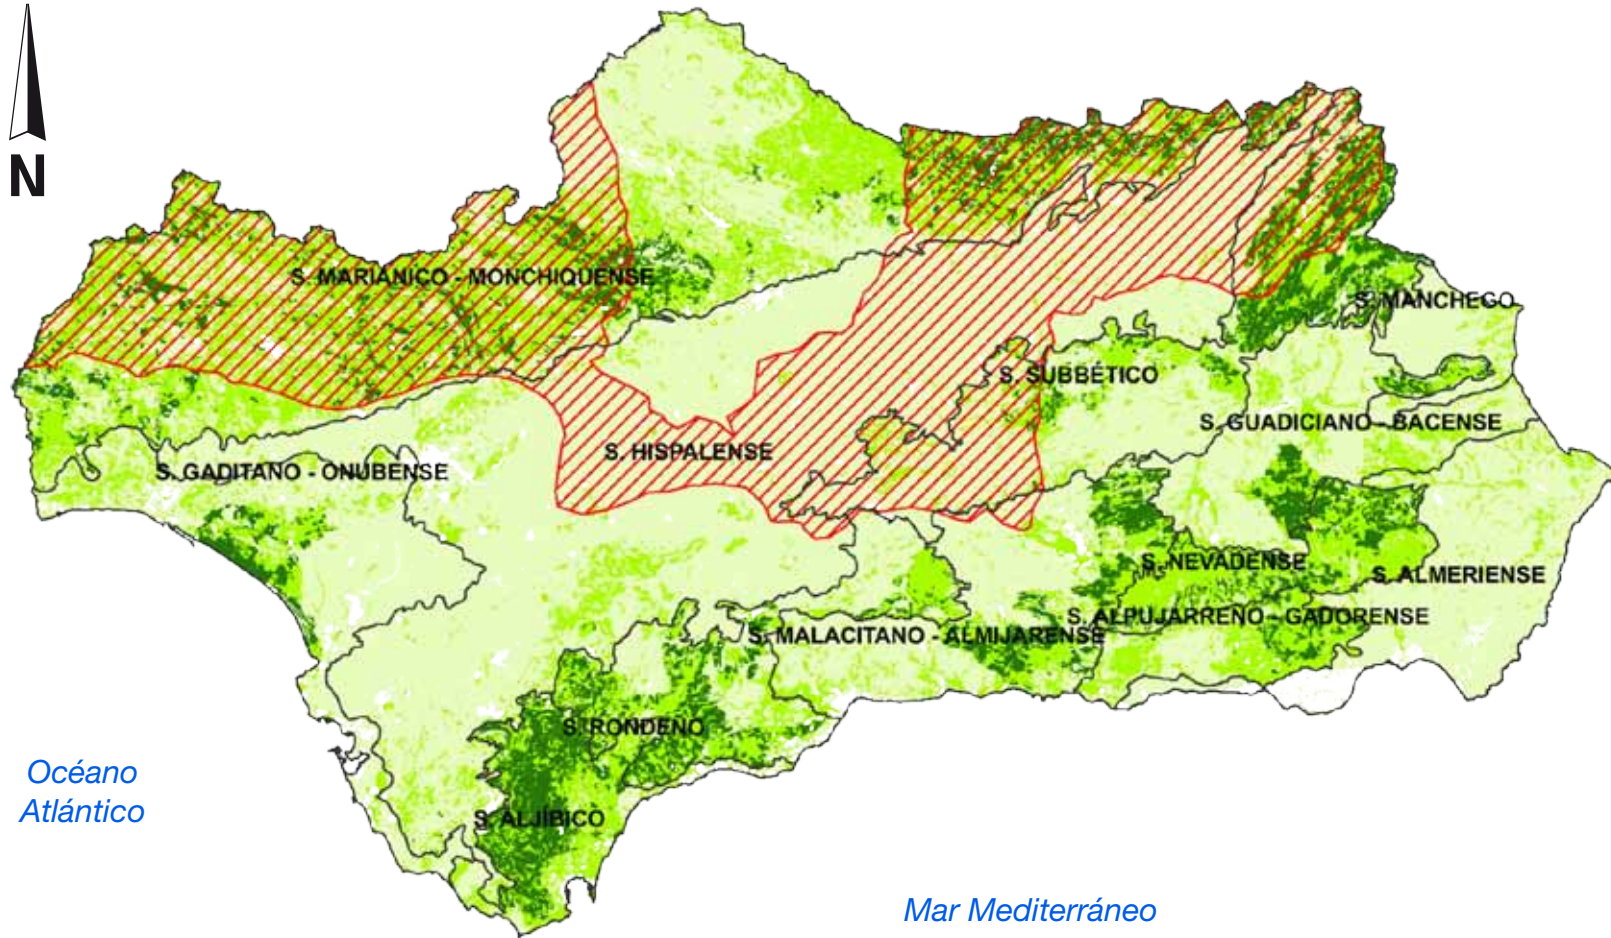 N
S. MARIÁNICO - MONCHIQUENSE
S. MANCHEGO
S. SUBBÉTICO
S. GUADICIANO - BACENSE
S. HISPALENSE
S. GADITANO - ONUBENSE
S. NEVADENSE
S. ALMERIENSE
S. ALPUJARREÑO - GADORENSE
S. MALACITANO - ALMIJARENSE
S. RONDEÑO
Océano
Atlántico
S. ALJÍBICO
Mar Mediterráneo